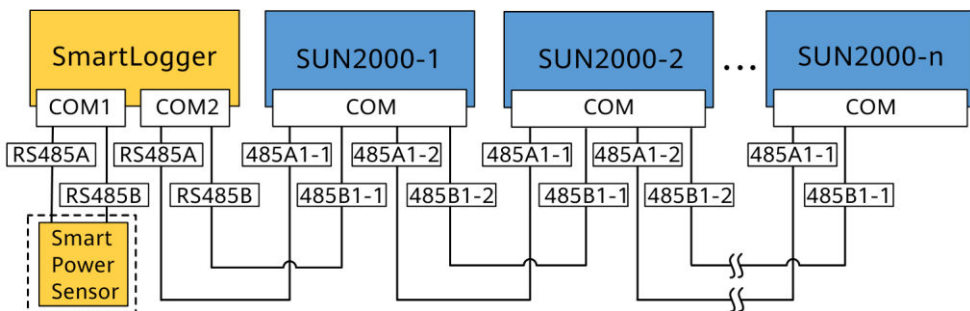 SmartLogger
SUN2000-1
SUN2000-2
...
SUN2000-n
COM1
COM2
COM
COM
COM
RS485A
RS485A
485A1-1
485A1-2
485A1-1
485A1-2
485A1-1
RS485B
RS485B
485B1-1
485B1-2
485B1-1
485B1-2
485B1-1
Smart
Power
Sensor